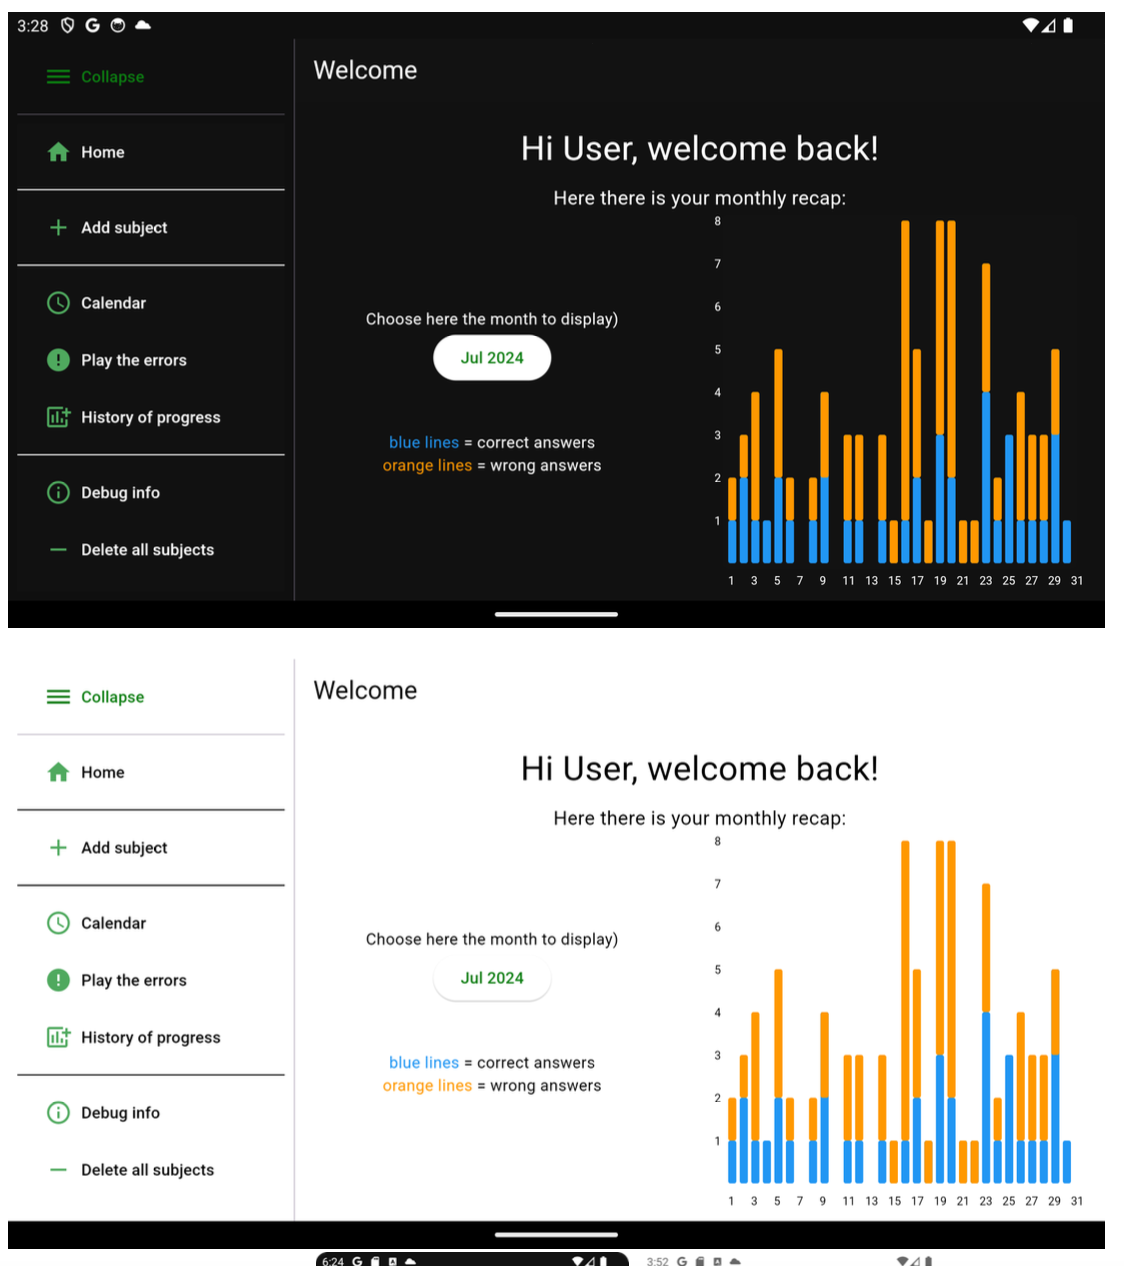 3:28
Collapse
Welcome
Home
Hi User, welcome back!
Here there is your monthly recap:
Add subject
Calendar
Play the errors
History of progress
Debug info
Delete all subjects
Choose here the month to display)
Jul 2024
blue lines = correct answers
orange lines = wrong answers
8
7
6
5
4
3
2
1
1 3 5 7 9 11 13 15 17 19 21 23 25 27 29 31
Collapse
Welcome
Home
Hi User, welcome back!
Here there is your monthly recap:
Add subject
Calendar
Play the errors
History of progress
Debug info
Delete all subjects
Choose here the month to display)
Jul 2024
blue lines = correct answers
orange lines = wrong answers
8
7
6
5
4
3
2
1
1 3 5 7 9 11 13 15 17 19 21 23 25 27 29 31
6:24
3:52